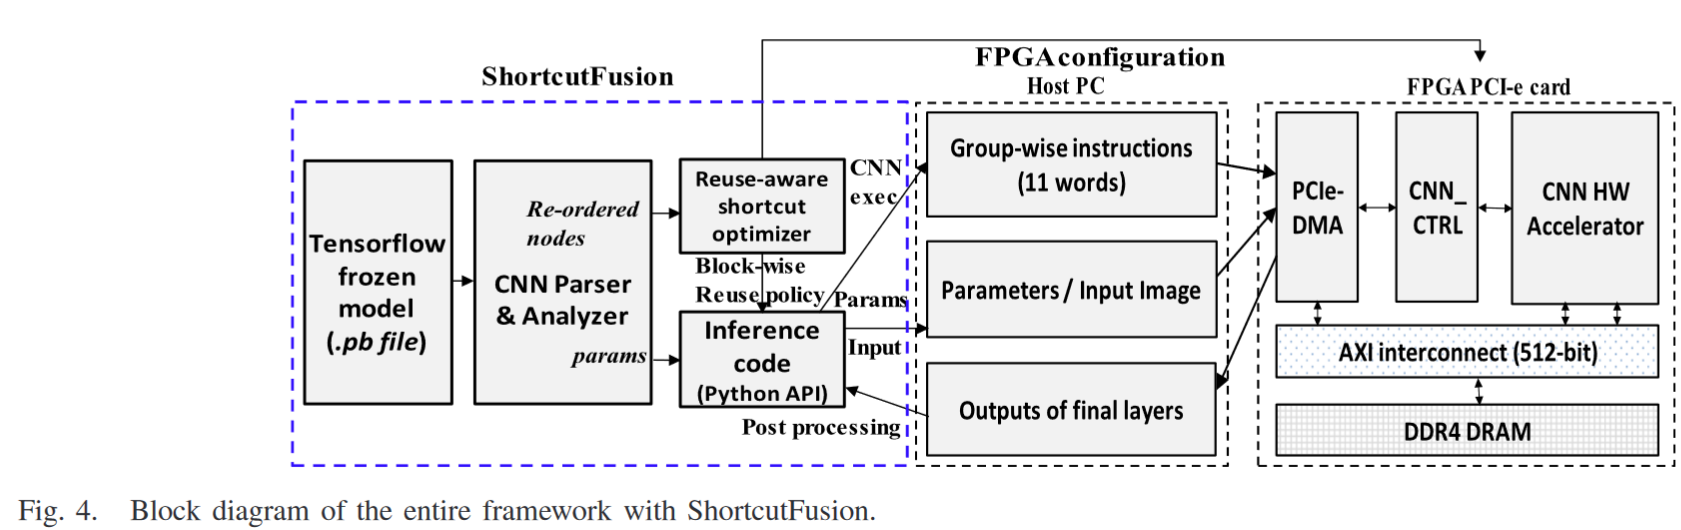 ShortcutFusion
FPGA configuration
Host PC
FPGA PCI-e card
Tensorflow
frozen
model
(.pb file)
Re-ordered
nodes
CNN Parser
& Analyzer
params
Reuse-aware
shortcut
optimizer
Block-wise
Reuse policy
Inference
code
(Python API)
CNN
exec
Params
Input
Post processing
Group-wise instructions
(11 words)
Parameters / Input Image
Outputs of final layers
PCIe-
DMA
CNN_
CTRL
CNN HW
Accelerator
AXI interconnect (512-bit)
DDR4 DRAM
Fig. 4. Block diagram of the entire framework with ShortcutFusion.